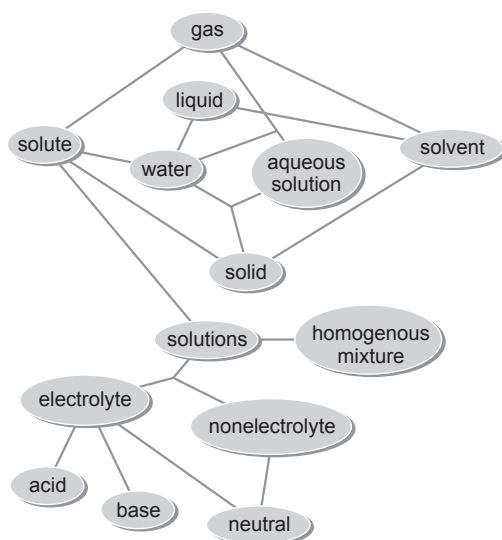 gas
liquid
solute
solvent
water
aqueous
solution
solid
solutions
homogenous
mixture
electrolyte
nonelectrolyte
acid
base
neutral